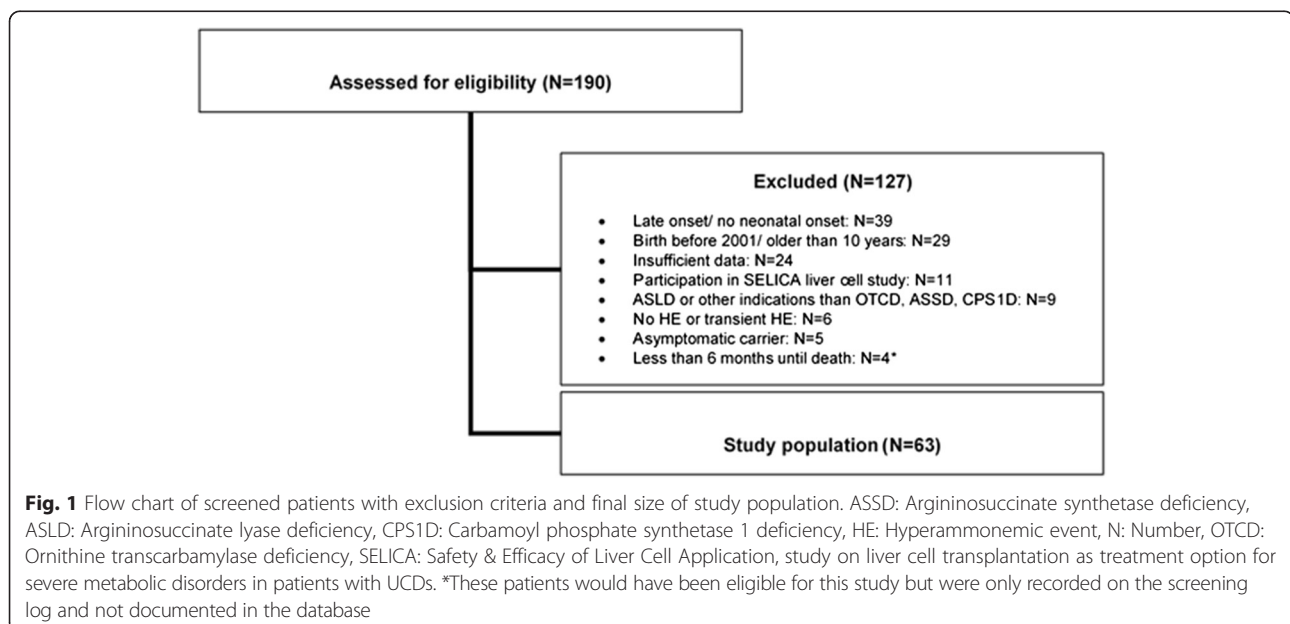 Assessed for eligibility (N=190)
Excluded (N=127)
• Late onset/ no neonatal onset: N=39
• Birth before 2001/ older than 10 years: N=29
• Insufficient data: N=24
• Participation in SELICA liver cell study: N=11
• ASLD or other indications than OTCD, ASSD, CPS1D: N=9
• No HE or transient HE: N=6
• Asymptomatic carrier: N=5
• Less than 6 months until death: N=4*
Study population (N=63)
Fig. 1 Flow chart of screened patients with exclusion criteria and final size of study population. ASSD: Argininosuccinate synthetase deficiency,
ASLD: Argininosuccinate lyase deficiency, CPS1D: Carbamoyl phosphate synthetase 1 deficiency, HE: Hyperammonemic event, N: Number, OTCD:
Ornithine transcarbamylase deficiency, SELICA: Safety & Efficacy of Liver Cell Application, study on liver cell transplantation as treatment option for
severe metabolic disorders in patients with UCDs. *These patients would have been eligible for this study but were only recorded on the screening
log and not documented in the database